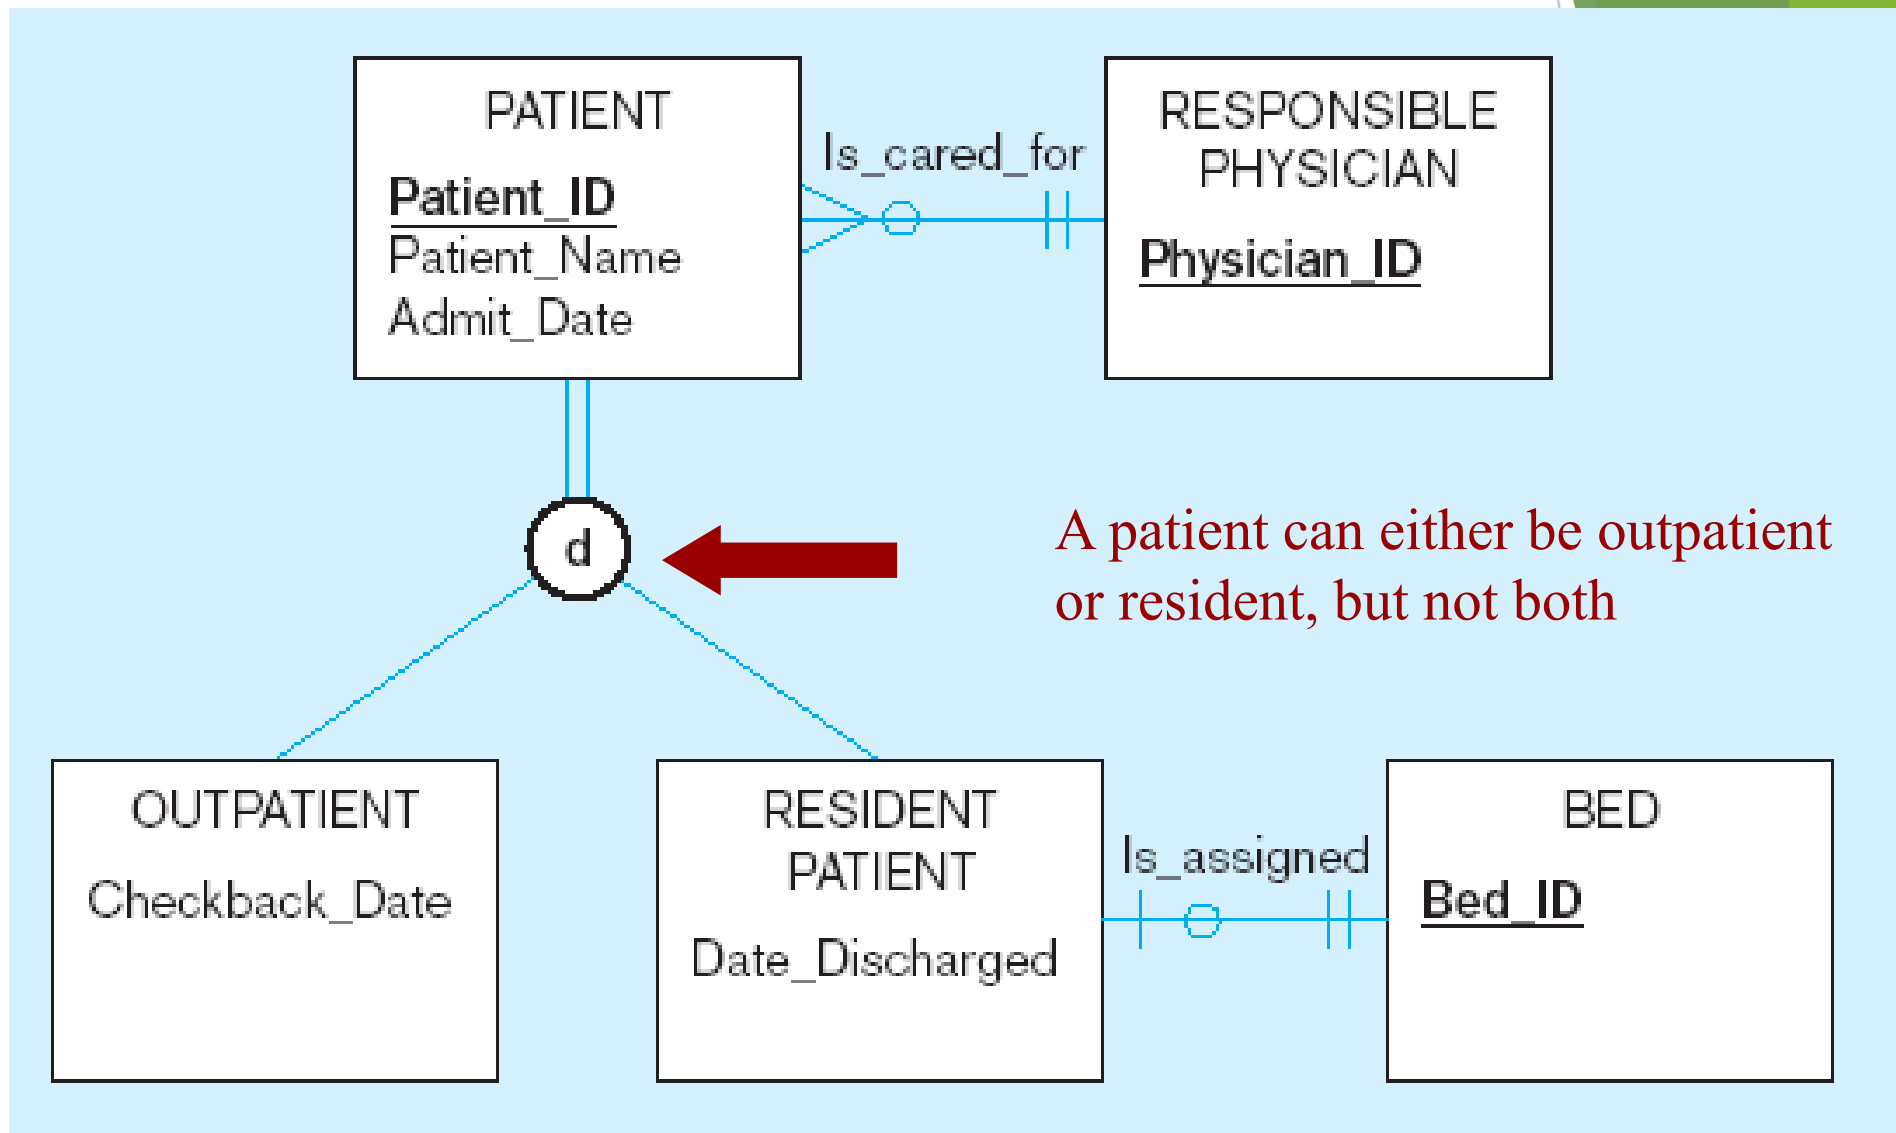 PATIENT
Patient_ID
Patient_Name
Admit_Date
Is_cared_for
RESPONSIBLE
PHYSICIAN
Physician_ID
d
A patient can either be outpatient
or resident, but not both
OUTPATIENT
Checkback_Date
RESIDENT
PATIENT
Date_Discharged
Is_assigned
BED
Bed_ID